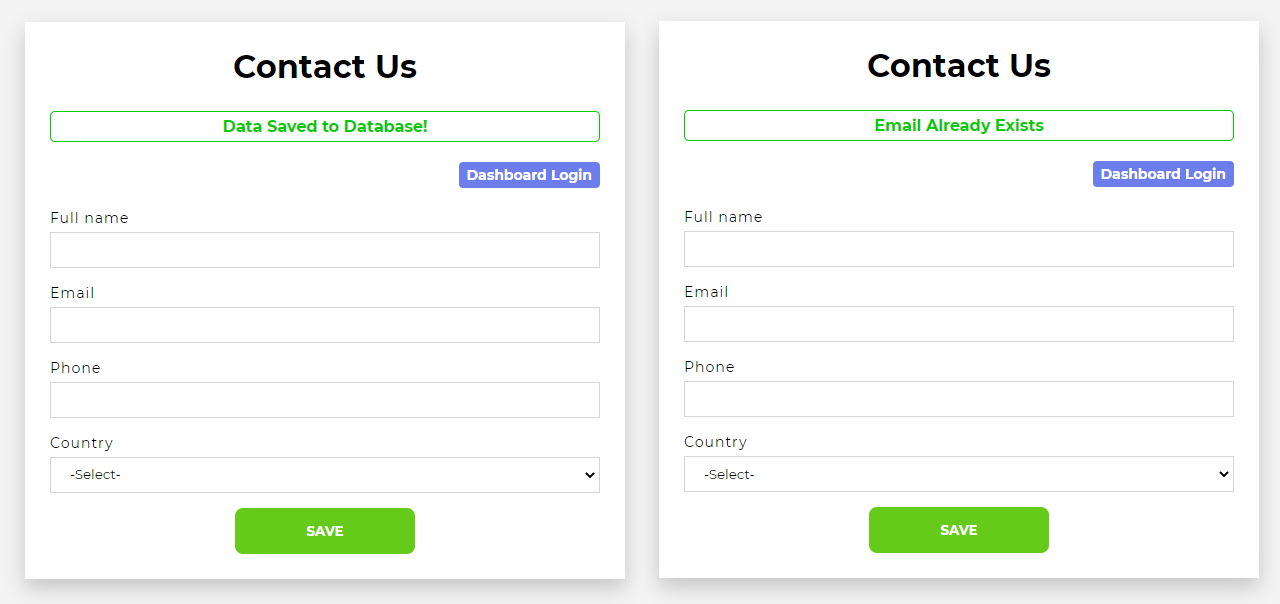 Contact Us
Data Saved to Database!
Dashboard Login
Full name
Email
Phone
Country
-Select-
SAVE
Contact Us
Email Already Exists
Dashboard Login
Full name
Email
Phone
Country
-Select-
SAVE